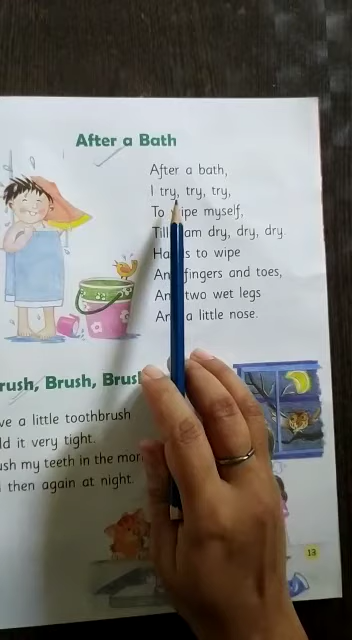 After a Bath
After a bath,
I try, try, try,
To wipe myself,
Till I am dry, dry, dry.
Hands to wipe
And fingers and toes,
And two wet legs
And a little nose.
rush, Brush, Brush
ve a little toothbrush
ld it very tight.
ush my teeth in the mor
then again at night.
13